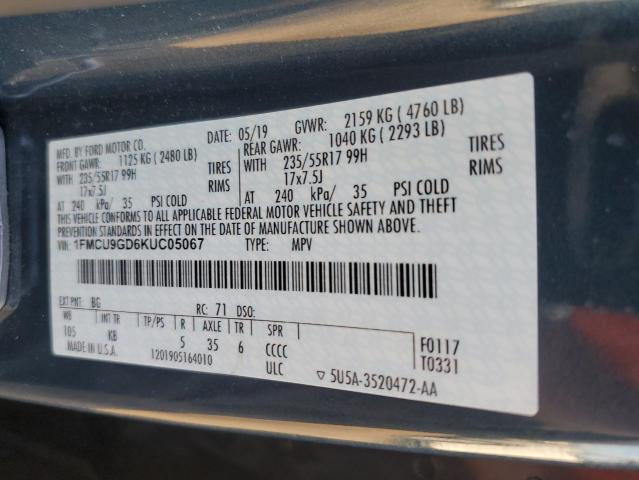 MFD. BY FORD MOTOR CO.
DATE: 05/19 GVWR: 2159 KG ( 4760 LB)
FRONT GAWR: 1125 KG ( 2480 LB) REAR GAWR: 1040 KG ( 2293 LB)
WITH 235/55R17 99H TIRES WITH 235/55R17 99H TIRES
17x7.5J RIMS 17x7.5J RIMS
AT 240 kPa/ 35 PSI COLD AT 240 kPa/ 35 PSI COLD
THIS VEHICLE CONFORMS TO ALL APPLICABLE FEDERAL MOTOR VEHICLE SAFETY AND THEFT
PREVENTION STANDARDS IN EFFECT ON THE DATE OF MANUFACTURE SHOWN ABOVE.
VIN: 1FMCU9GD6KUC05067 TYPE: MPV
EXT PNT: BG RC: 71 DSO:
WB INT TR TP/PS R AXLE TR SPR
105 KB 5 35 6 CCCC F0117
MADE IN U.S.A. 1201905164010 ULC T0331
▽ 5U5A-3520472-AA